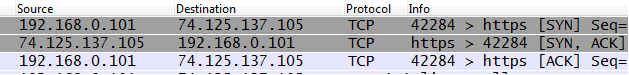 Source Destination Protocol Info
192.168.0.101 74.125.137.105 TCP 42284 > https [SYN] Seq=
74.125.137.105 192.168.0.101 TCP https > 42284 [SYN, ACK]
192.168.0.101 74.125.137.105 TCP 42284 > https [ACK] Seq=